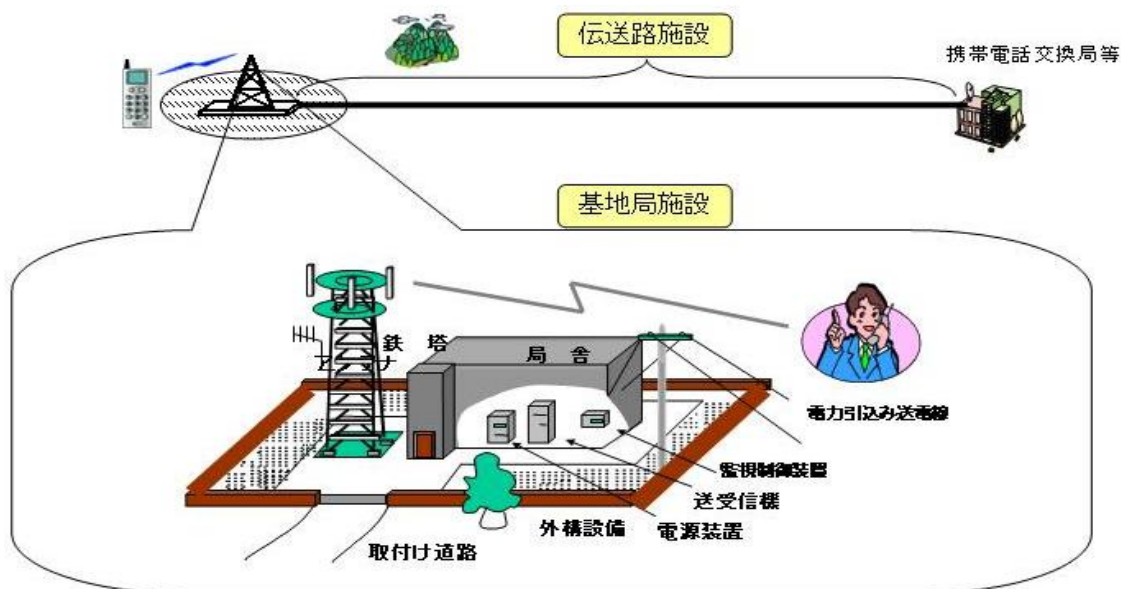 伝送路施設
携帯電話交換局等
基地局施設
鉄塔
局舎
アンテナ
電力引込み送電線
監視制御装置
送受信機
電源装置
外構設備
取付け道路